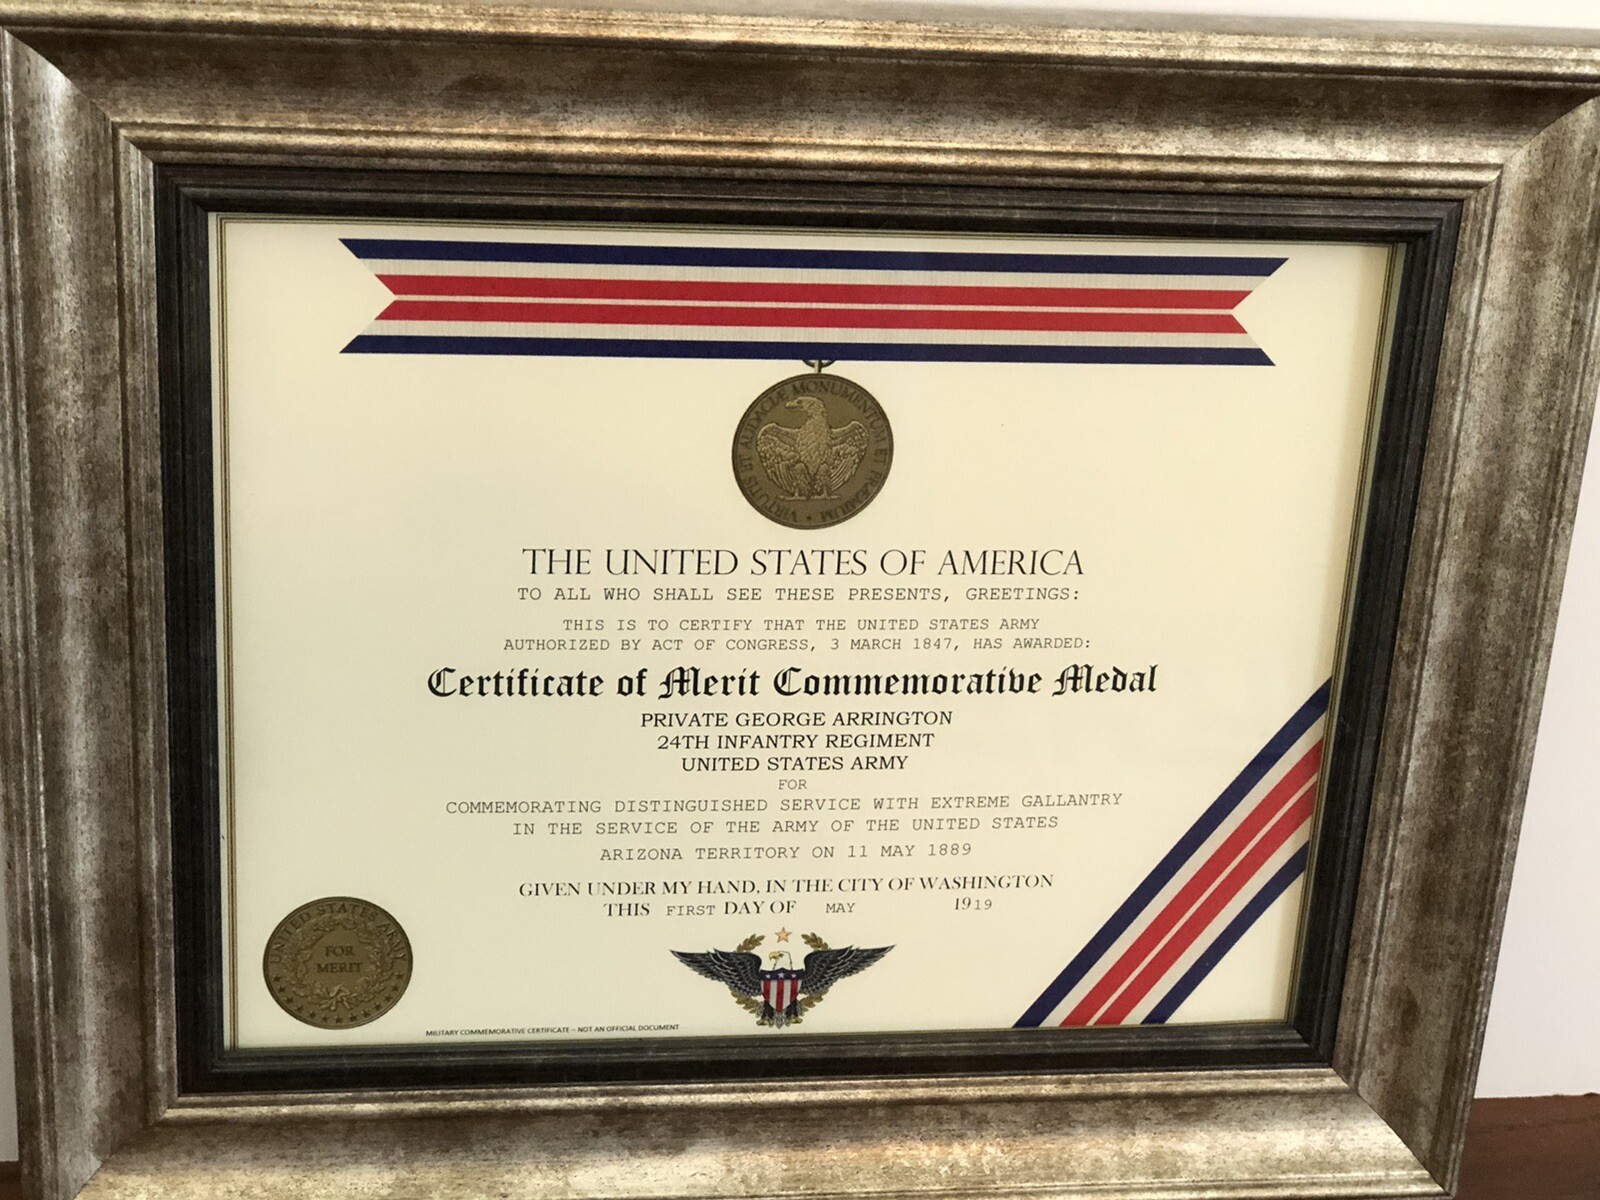 VIRTUTIS ET AUDACIÆ MONUMENTUM ET PRÆMIUM
THE UNITED STATES OF AMERICA
TO ALL WHO SHALL SEE THESE PRESENTS, GREETINGS:
THIS IS TO CERTIFY THAT THE UNITED STATES ARMY
AUTHORIZED BY ACT OF CONGRESS, 3 MARCH 1847, HAS AWARDED:
Certificate of Merit Commemorative Medal
PRIVATE GEORGE ARRINGTON
24TH INFANTRY REGIMENT
UNITED STATES ARMY
FOR
COMMEMORATING DISTINGUISHED SERVICE WITH EXTREME GALLANTRY
IN THE SERVICE OF THE ARMY OF THE UNITED STATES
ARIZONA TERRITORY ON 11 MAY 1889
GIVEN UNDER MY HAND, IN THE CITY OF WASHINGTON
THIS FIRST DAY OF MAY 1919
UNITED STATES ARMY
FOR
MERIT
MILITARY COMMEMORATIVE CERTIFICATE – NOT AN OFFICIAL DOCUMENT